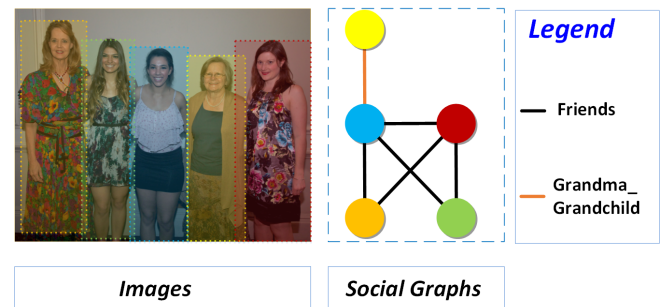 Legend
Friends
Grandma_
Grandchild
Images
Social Graphs